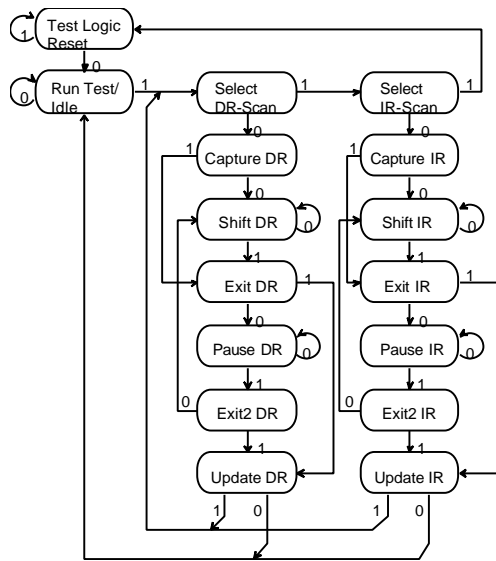 Test Logic
Reset
1
0
Run Test/
Idle
0
1
Select
DR-Scan
1
Select
IR-Scan
1
0
0
1
Capture DR
1
Capture IR
0
0
Shift DR
0
Shift IR
0
1
1
Exit DR
1
Exit IR
1
0
0
Pause DR
0
Pause IR
0
1
1
0
Exit2 DR
0
Exit2 IR
1
1
Update DR
Update IR
1
0
1
0